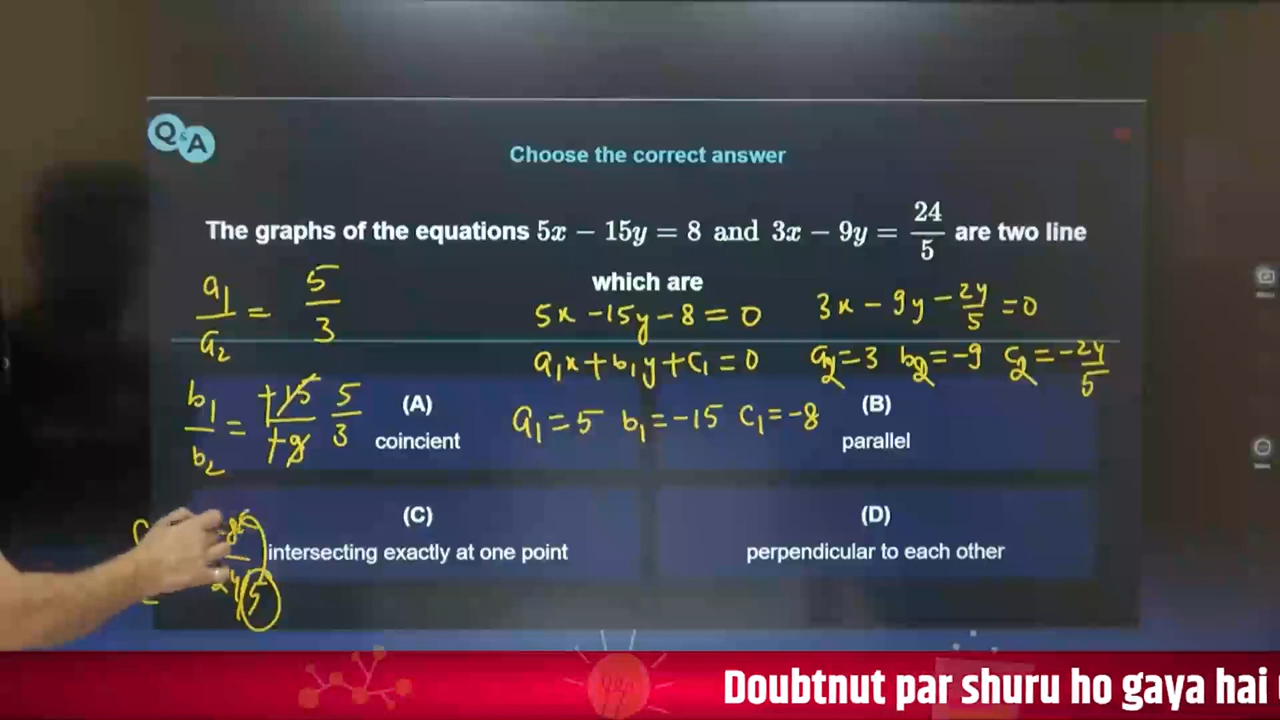 Q&A
Choose the correct answer
The graphs of the equations 5x − 15y = 8 and 3x − 9y = 24/5 are two line
which are
a1/a2 = 5/3
5x -15y -8 = 0
3x - 9y - 24/5 = 0
a1x + b1y + c1 = 0
a2=3 b2=-9 c2=-24/5
b1/b2 = +15/+9 5/3
a1=5 b1=-15 c1=-8
(A)
coincient
(B)
parallel
(C)
intersecting exactly at one point
(D)
perpendicular to each other
Doubtnut par shuru ho gaya hai